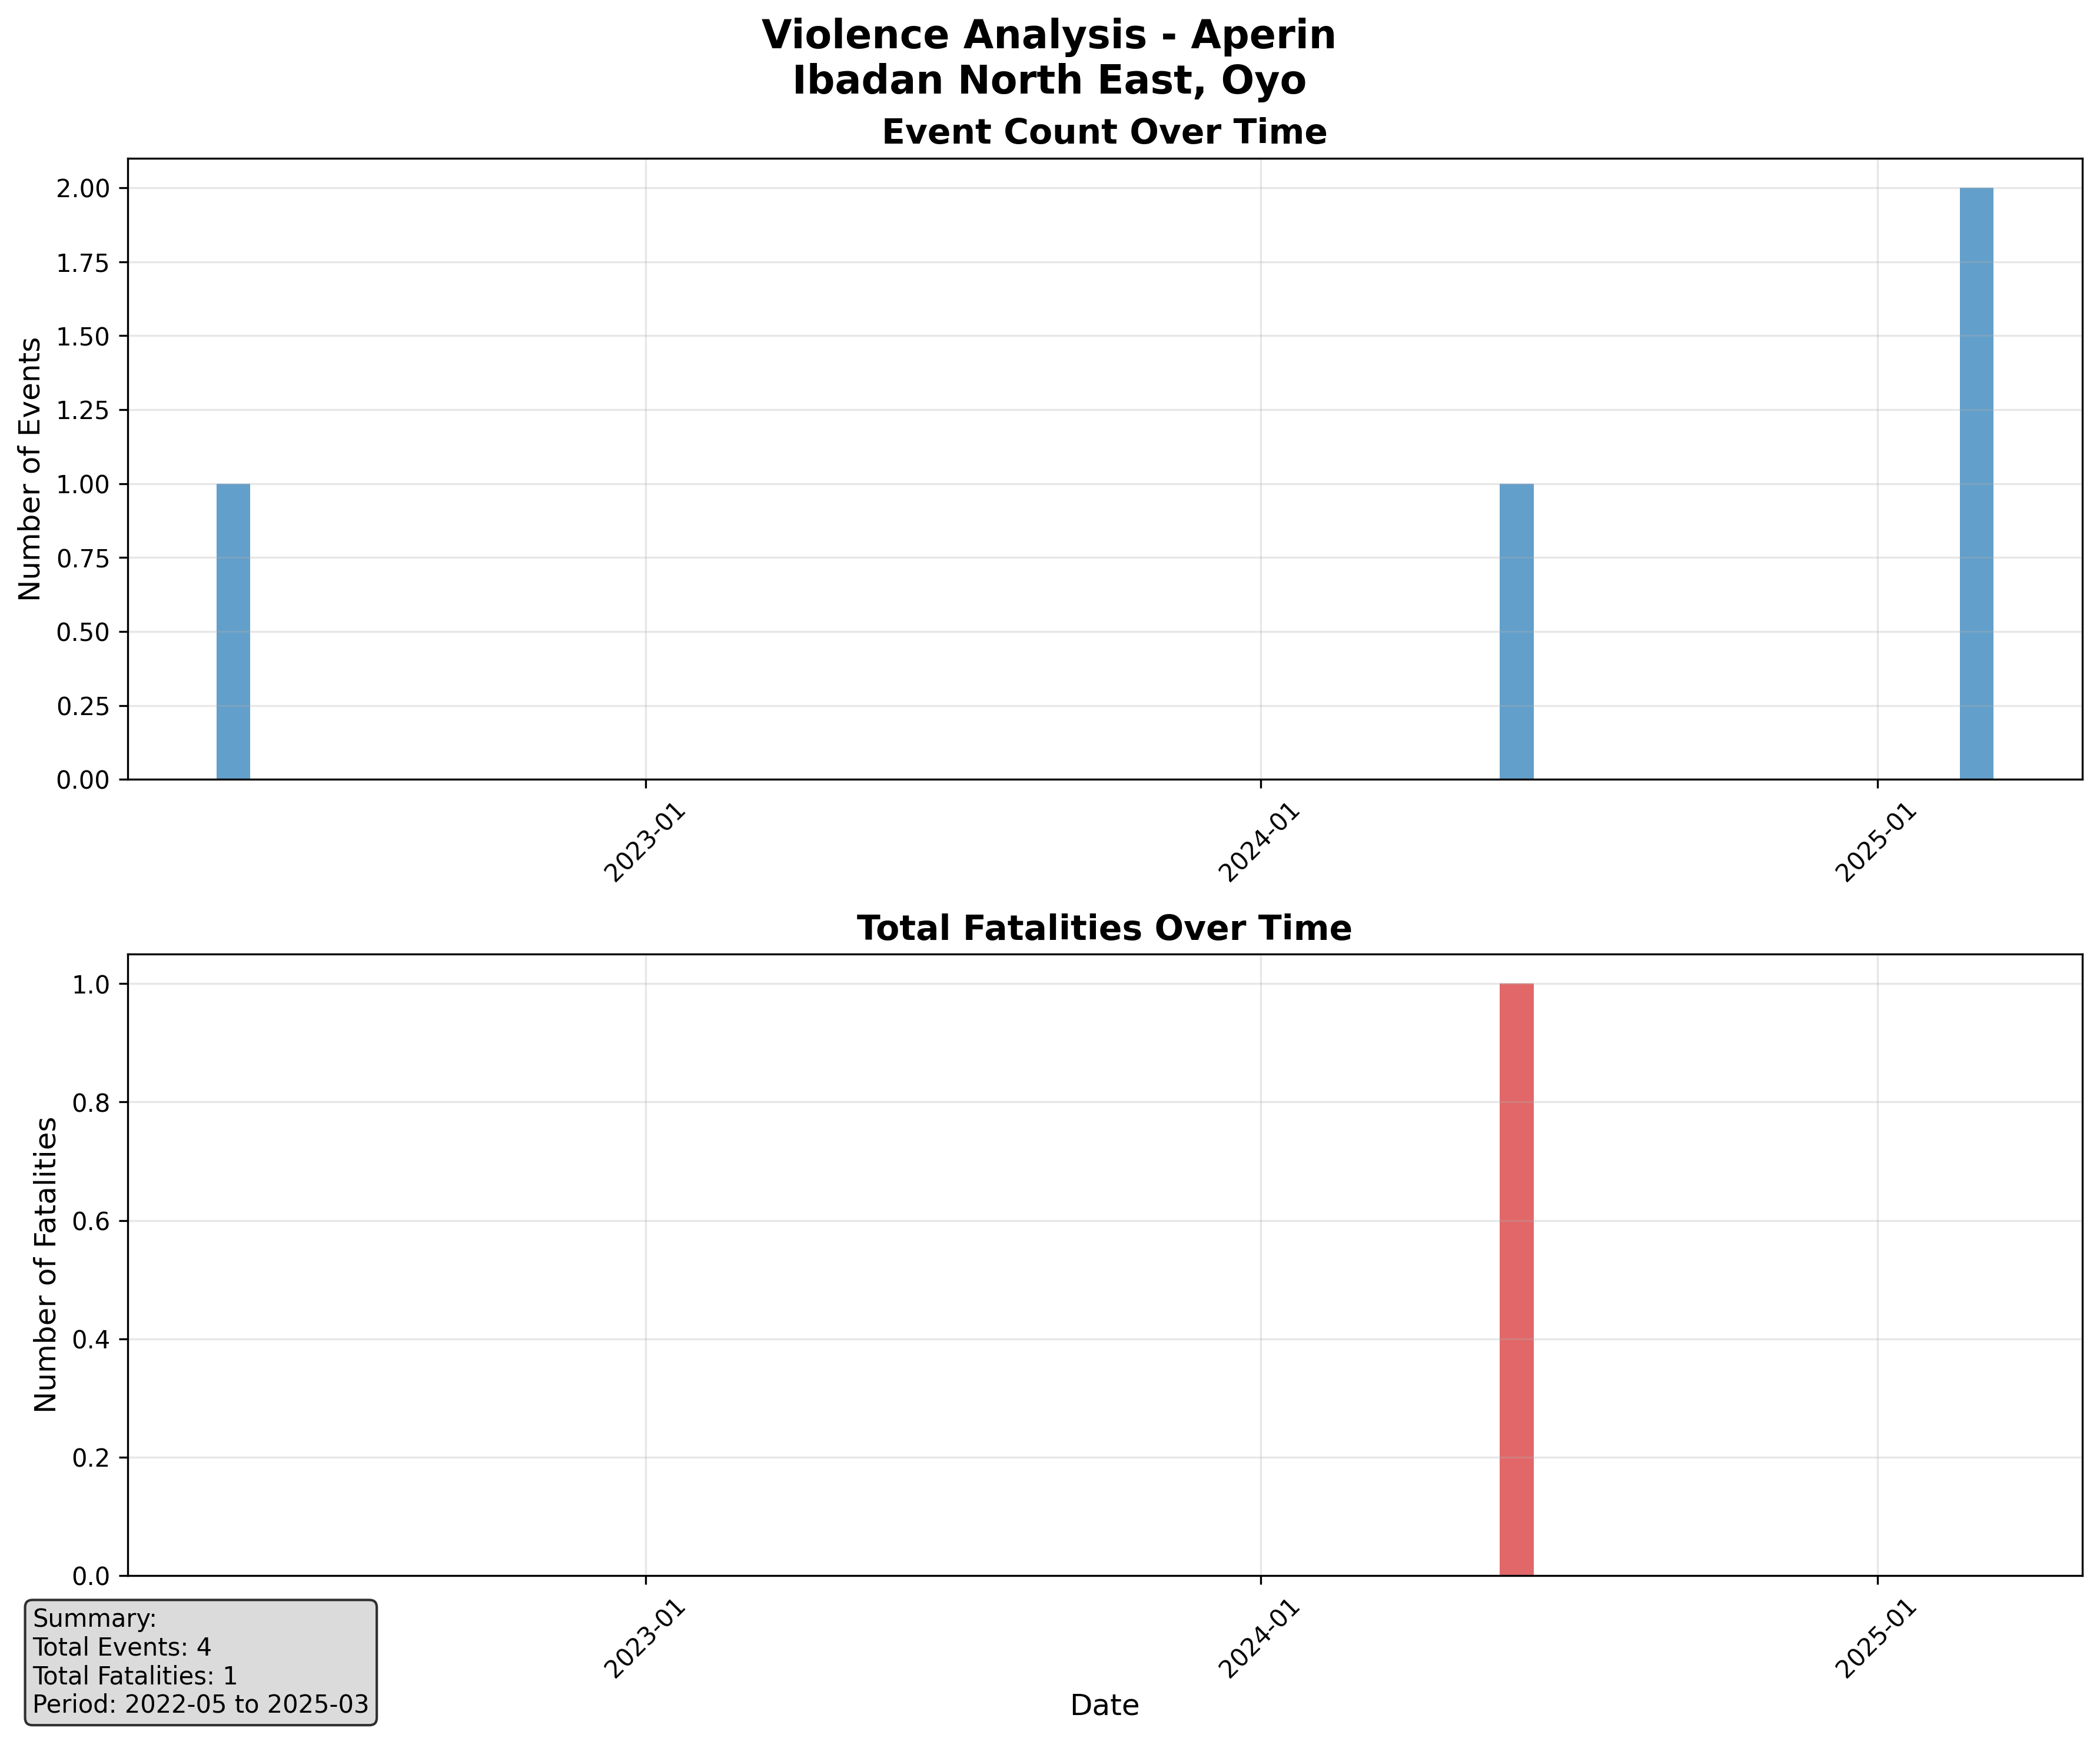 Violence Analysis - Aperin
Ibadan North East, Oyo
Event Count Over Time
Number of Events
2.00
1.75
1.50
1.25
1.00
0.75
0.50
0.25
0.00
2023-01
2024-01
2025-01
Total Fatalities Over Time
Number of Fatalities
1.0
0.8
0.6
0.4
0.2
0.0
2023-01
2024-01
2025-01
Date
Summary:
Total Events: 4
Total Fatalities: 1
Period: 2022-05 to 2025-03